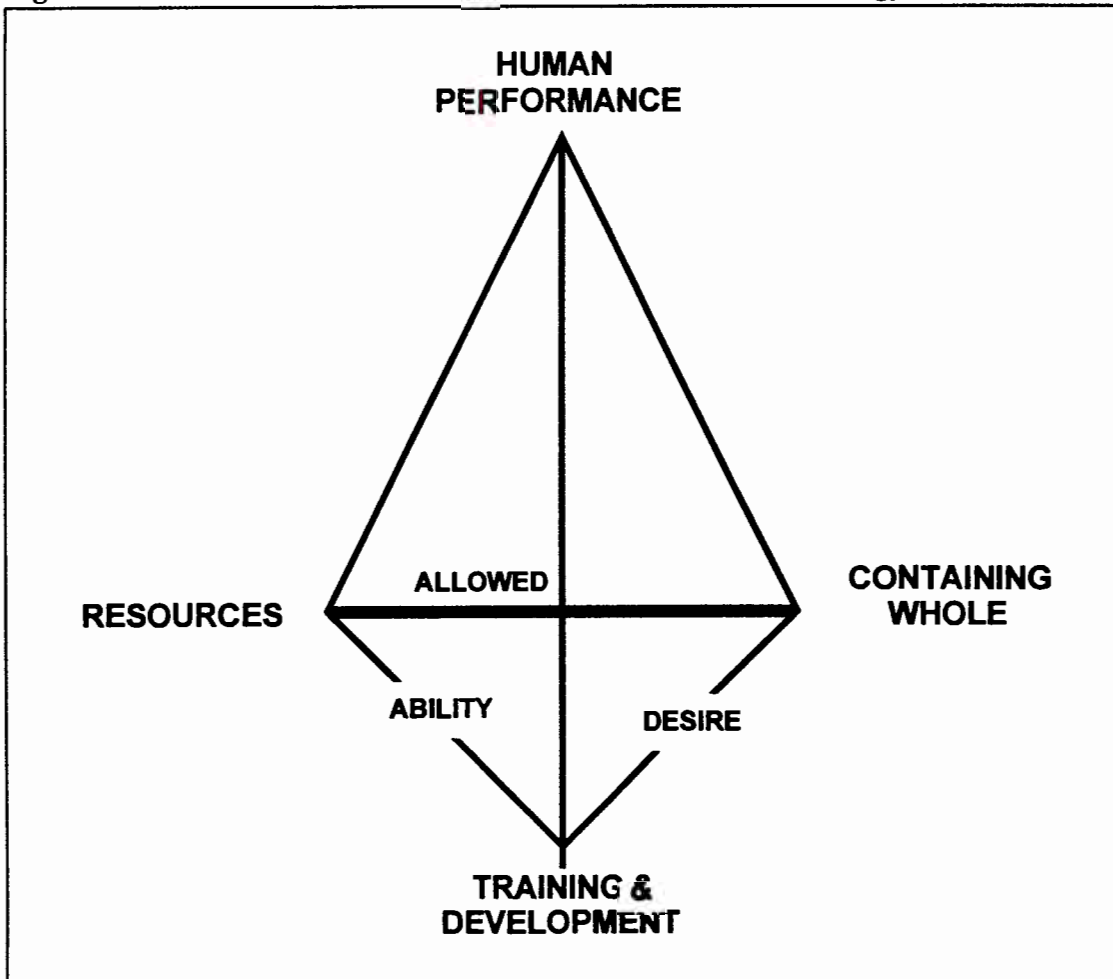 HUMAN
PERFORMANCE
ALLOWED
RESOURCES
CONTAINING
WHOLE
ABILITY
DESIRE
TRAINING &
DEVELOPMENT